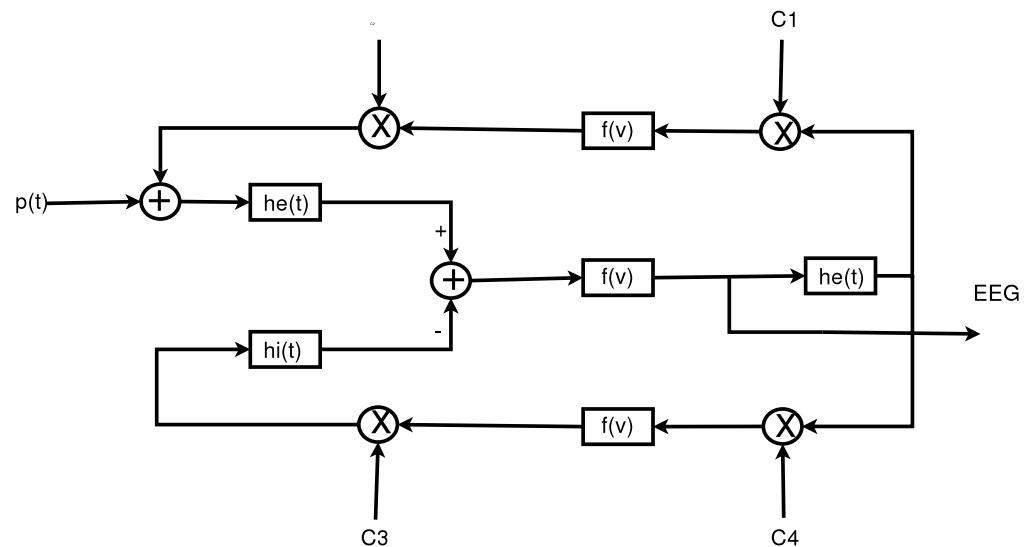 C1
X
X
f(v)
p(t)
+
he(t)
+
+
f(v)
he(t)
EEG
-
hi(t)
X
f(v)
X
C3
C4